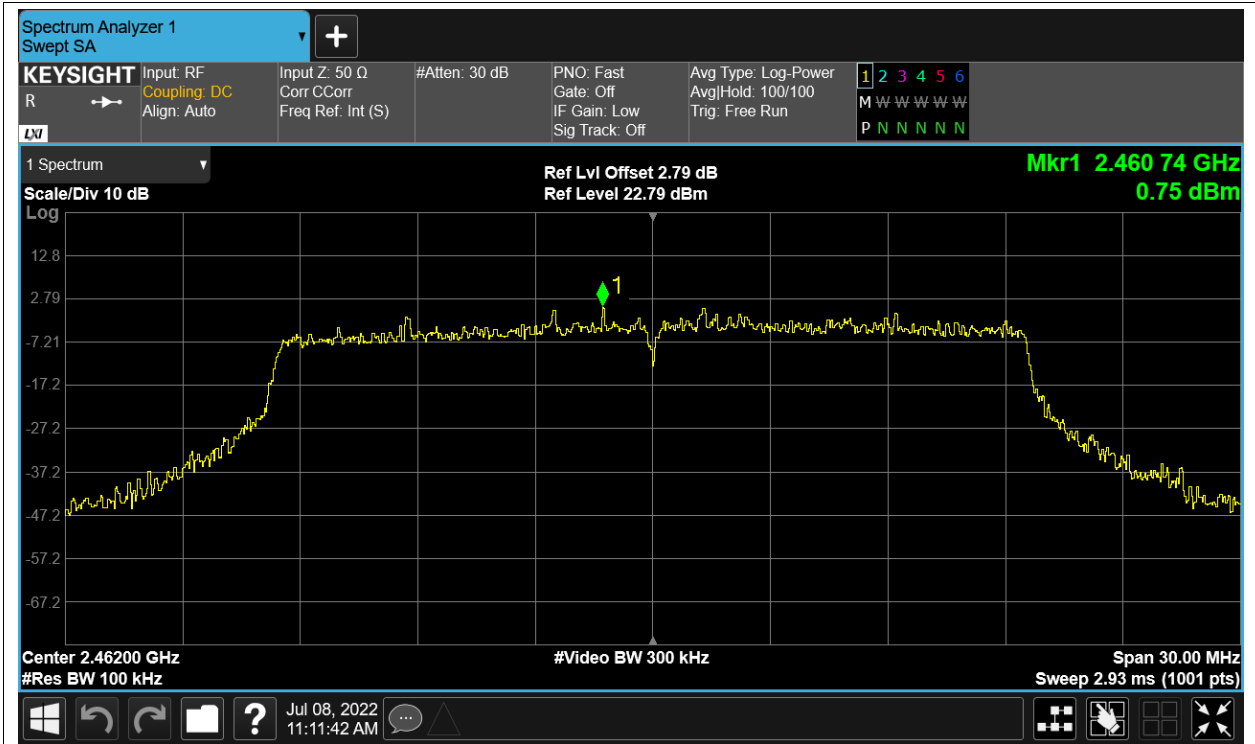 Spectrum Analyzer 1
Swept SA
KEYSIGHT
R
LXI
Input: RF
Coupling: DC
Align: Auto
Input Z: 50 Ω
Corr CCorr
Freq Ref: Int (S)
#Atten: 30 dB
PNO: Fast
Gate: Off
IF Gain: Low
Sig Track: Off
Avg Type: Log-Power
Avg|Hold: 100/100
Trig: Free Run
1 2 3 4 5 6
M W W W W W
P N N N N N
1 Spectrum
Scale/Div 10 dB
Log
Ref Lvl Offset 2.79 dB
Ref Level 22.79 dBm
Mkr1 2.460 74 GHz
0.75 dBm
12.8
2.79
-7.21
-17.2
-27.2
-37.2
-47.2
-57.2
-67.2
1
Center 2.46200 GHz
#Video BW 300 kHz
Span 30.00 MHz
#Res BW 100 kHz
Sweep 2.93 ms (1001 pts)
?
Jul 08, 2022
11:11:42 AM